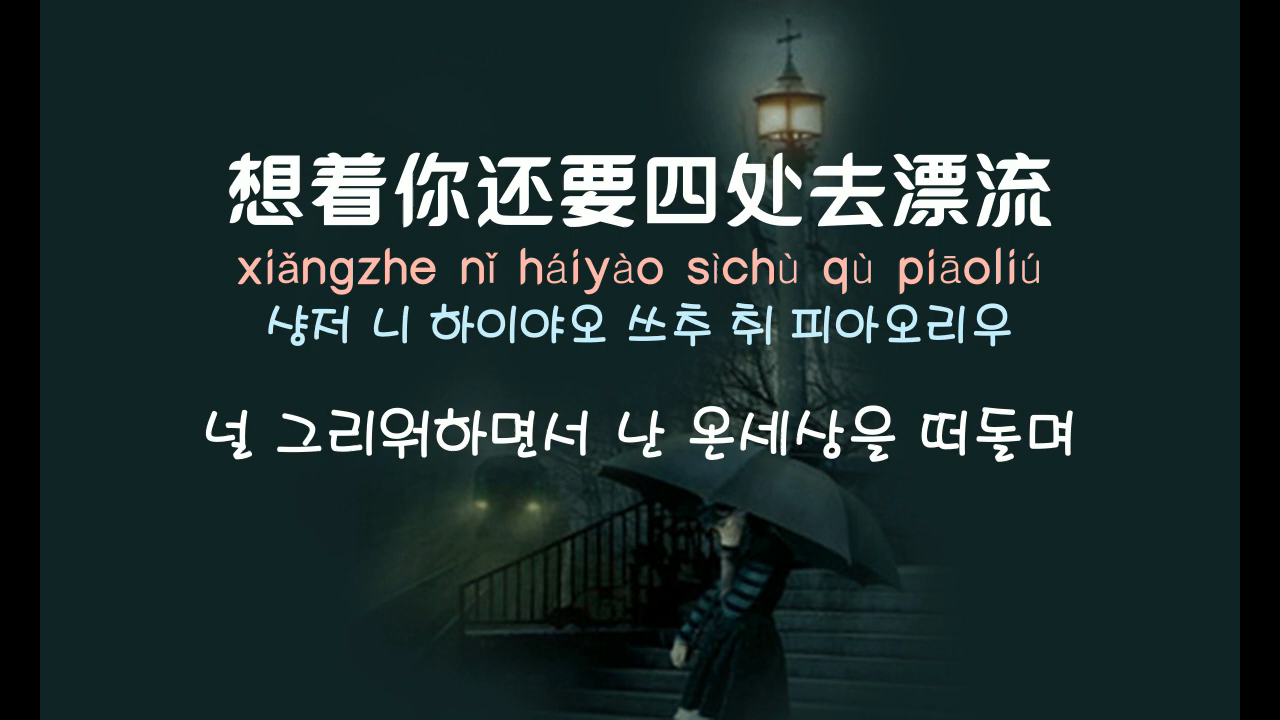 想着你还要四处去漂流
xiǎngzhe nǐ háiyào sìchù qù piāoliú
샹저 니 하이야오 쓰추 취 피아오리우
널 그리워하면서 난 온세상을 떠돌며